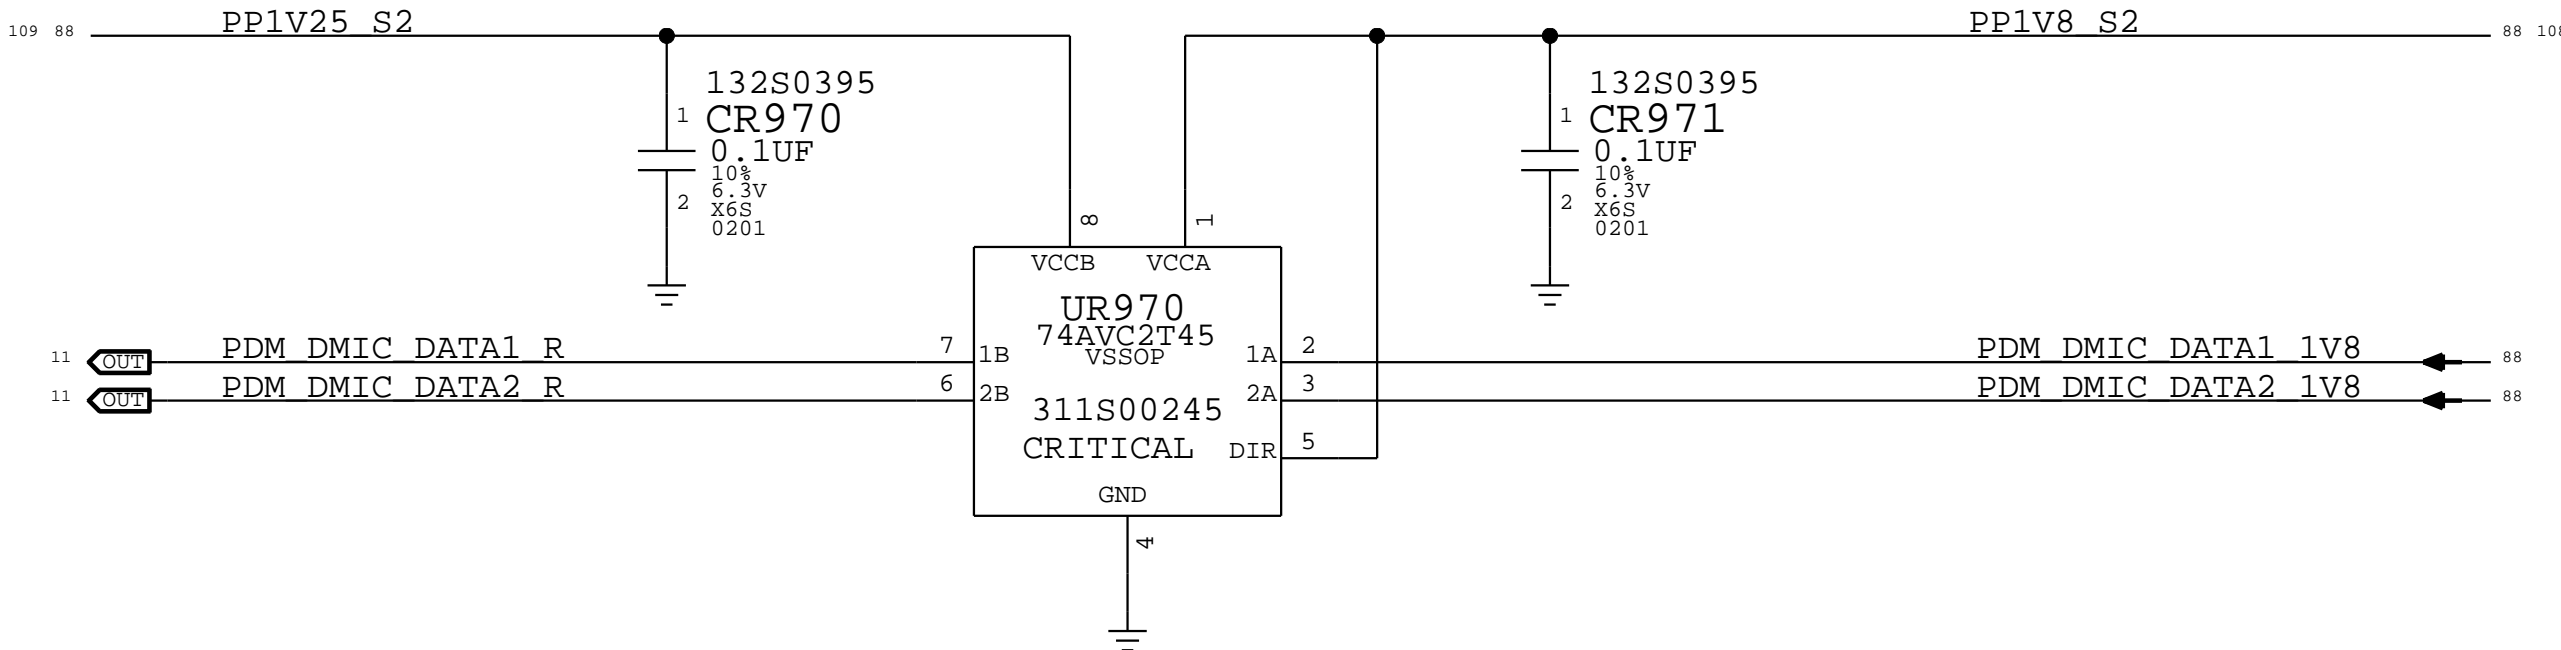 PP1V25_S2
PP1V8_S2
109 88
88
132S0395
1 CR970
0.1UF
10%
6.3V
2 X6S
0201
132S0395
1 CR971
0.1UF
10%
6.3V
2 X6S
0201
8
1
VCCB VCCA
UR970
74AVC2T45
VSSOP
11 OUT PDM_DMIC_DATA1_R 7 1B
1A 2 PDM_DMIC_DATA1_1V8 88
11 OUT PDM_DMIC_DATA2_R 6 2B
2A 3 PDM_DMIC_DATA2_1V8 88
311S00245
CRITICAL
DIR 5
GND
4